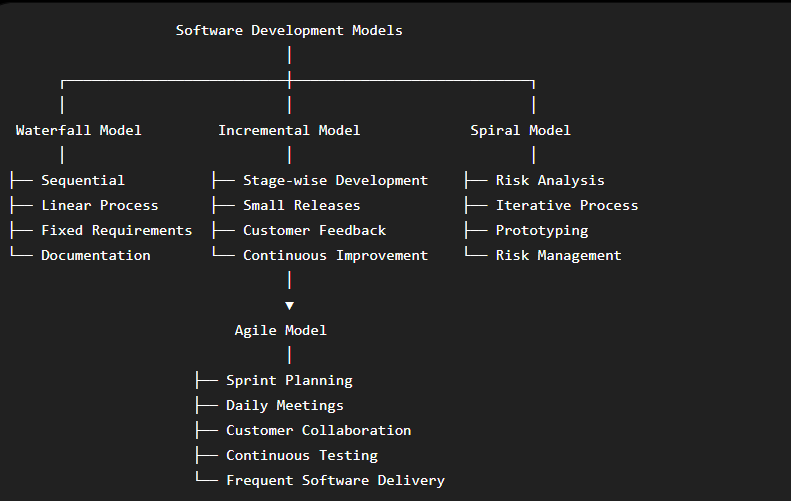 Software Development Models
Waterfall Model Incremental Model Spiral Model
Sequential Stage-wise Development Risk Analysis
Linear Process Small Releases Iterative Process
Fixed Requirements Customer Feedback Prototyping
Documentation Continuous Improvement Risk Management
Agile Model
Sprint Planning
Daily Meetings
Customer Collaboration
Continuous Testing
Frequent Software Delivery